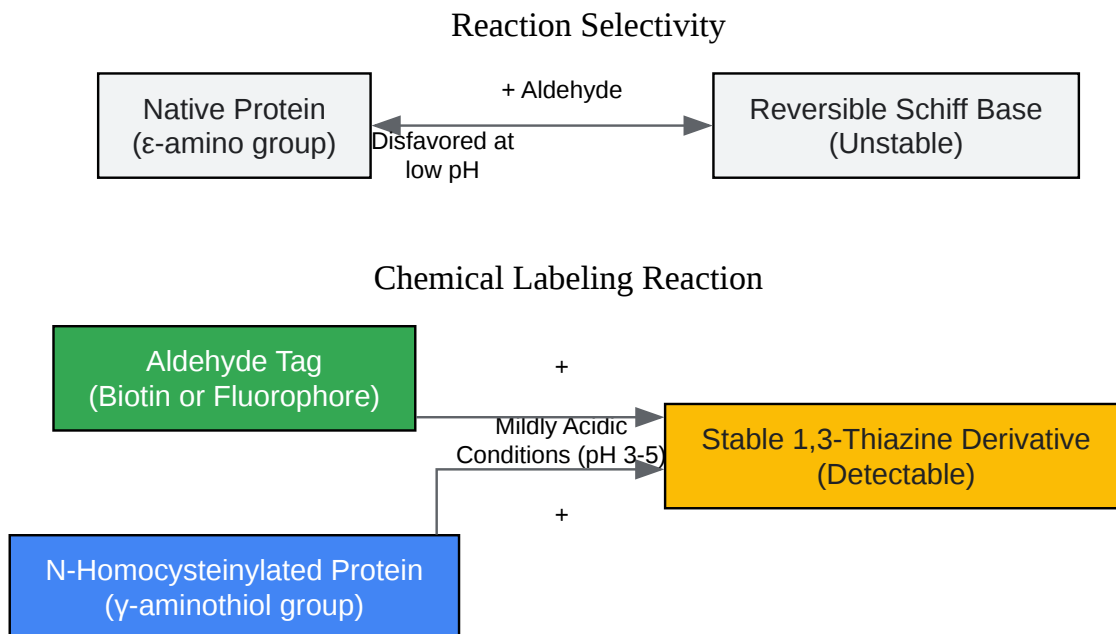 Reaction Selectivity
Native Protein
(ε-amino group)
+ Aldehyde
Disfavored at
low pH
Reversible Schiff Base
(Unstable)
Chemical Labeling Reaction
Aldehyde Tag
(Biotin or Fluorophore)
+
Mildly Acidic
Conditions (pH 3-5)
+
Stable 1,3-Thiazine Derivative
(Detectable)
N-Homocysteinylated Protein
(γ-aminothiol group)